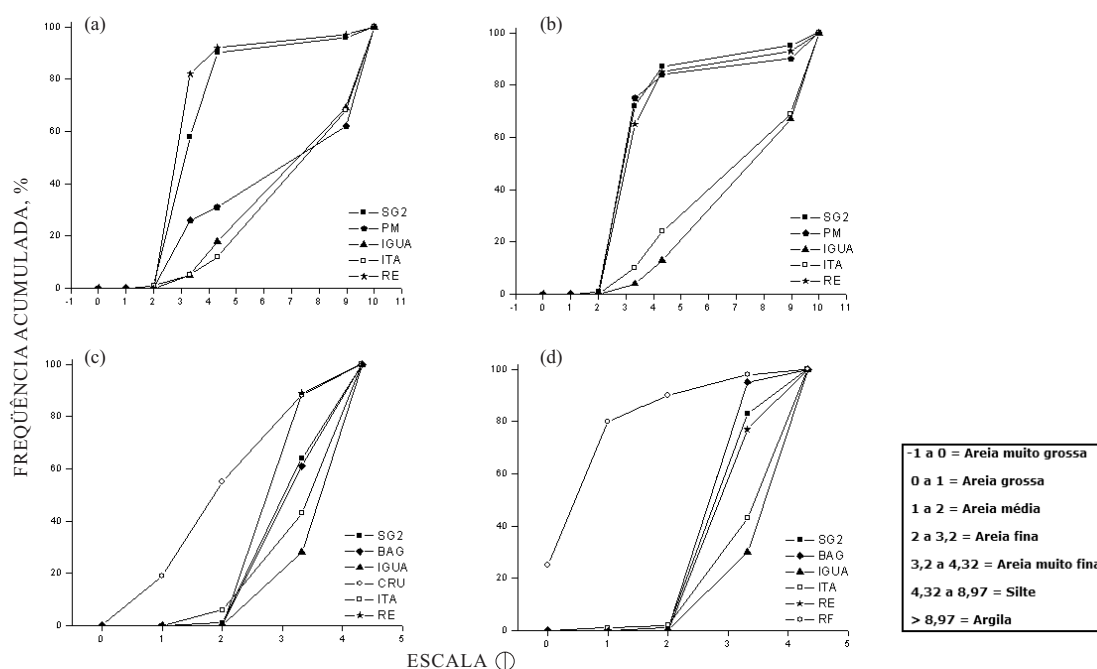 (a)
100
80
60
40
20
0
-1 0 1 2 3 4 5 6 7 8 9 10 11
SG2
PM
IGUA
ITA
RE
(b)
100
80
60
40
20
0
-1 0 1 2 3 4 5 6 7 8 9 10 11
SG2
PM
IGUA
ITA
RE
FREQÜÊNCIA ACUMULADA, %
(c)
100
80
60
40
20
0
0 1 2 3 4 5
SG2
BAG
IGUA
CRU
ITA
RE
(d)
100
80
60
40
20
0
0 1 2 3 4 5
SG2
BAG
IGUA
ITA
RE
RF
ESCALA Φ
-1 a 0 = Areia muito grossa
0 a 1 = Areia grossa
1 a 2 = Areia média
2 a 3,2 = Areia fina
3,2 a 4,32 = Areia muito fina
4,32 a 8,97 = Silte
> 8,97 = Argila